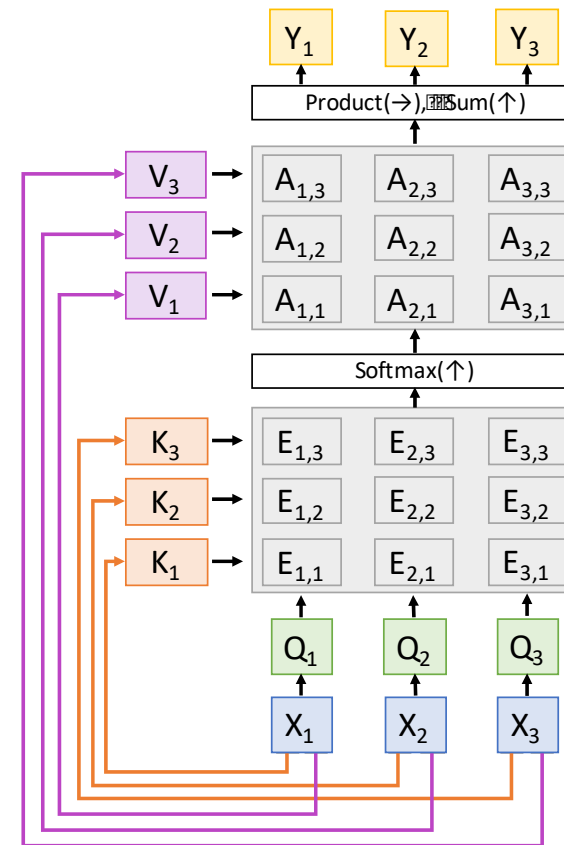 Y1 Y2 Y3
Product(→), Sum(↑)
V3 A1,3 A2,3 A3,3
V2 A1,2 A2,2 A3,2
V1 A1,1 A2,1 A3,1
Softmax(↑)
K3 E1,3 E2,3 E3,3
K2 E1,2 E2,2 E3,2
K1 E1,1 E2,1 E3,1
Q1 Q2 Q3
X1 X2 X3